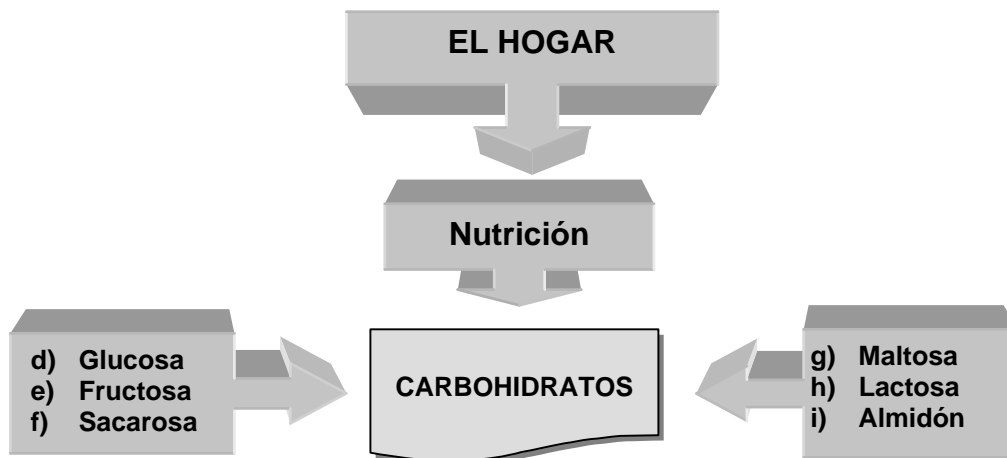 EL HOGAR
Nutrición
d) Glucosa
e) Fructosa
f) Sacarosa
CARBOHIDRATOS
g) Maltosa
h) Lactosa
i) Almidón